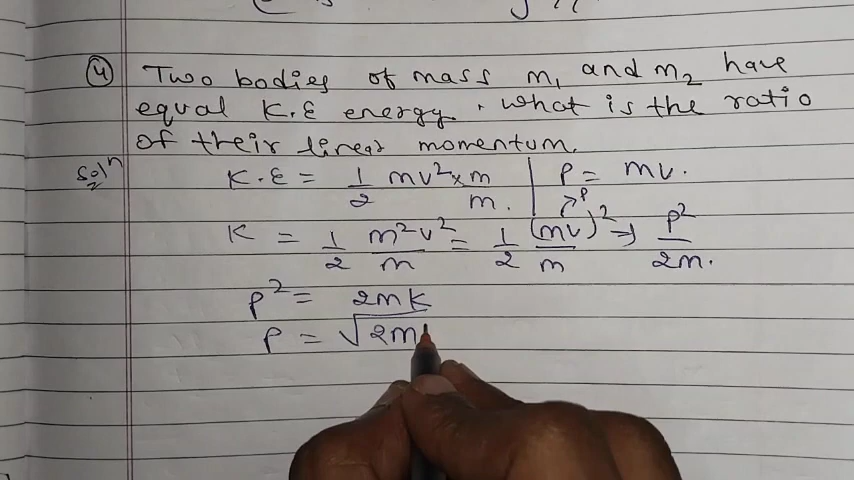 ④ Two bodies of mass m₁ and m₂ have
equal K.E energy. what is the ratio
of their linear momentum.
Solⁿ K.E = 1/2 mv² × m/m. | P = mv.
K = 1/2 m²v²/m = 1/2 (mv)²/m → P²/2m.
P
P² = 2mK
P = √2m